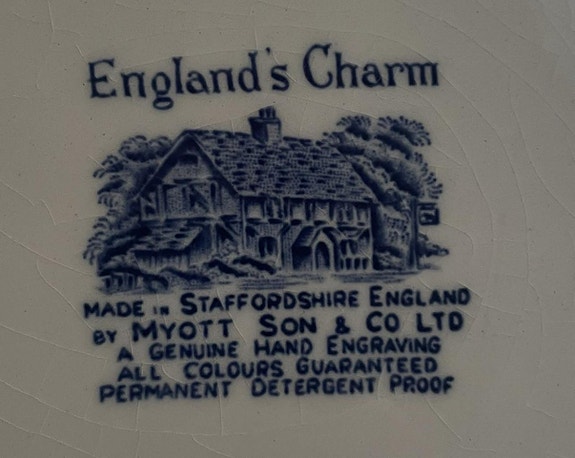 England's Charm
MADE IN STAFFORDSHIRE ENGLAND
BY MYOTT SON & CO LTD
A GENUINE HAND ENGRAVING
ALL COLOURS GUARANTEED
PERMANENT DETERGENT PROOF